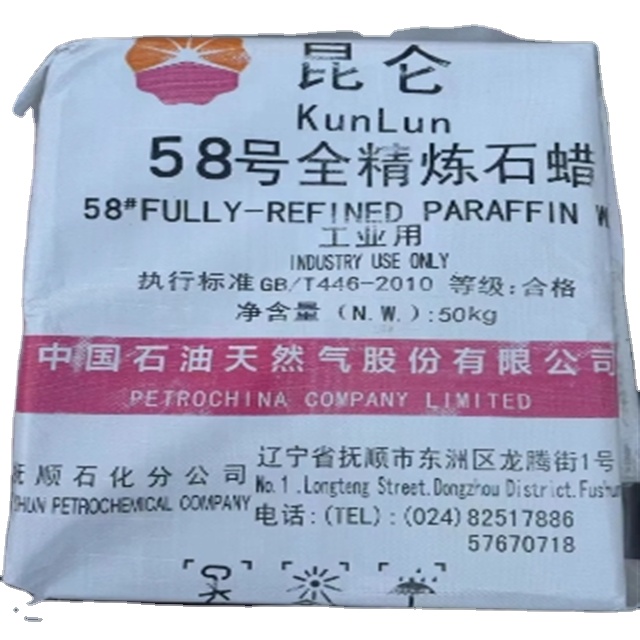 昆仑
KunLun
58号全精炼石蜡
58#FULLY-REFINED PARAFFIN W
工业用
INDUSTRY USE ONLY
执行标准GB/T446-2010 等级:合格
净含量(N.W.):50kg
中国石油天然气股份有限公司
PETROCHINA COMPANY LIMITED
抚顺石化分公司
SHUN PETROCHEMICAL COMPANY
辽宁省抚顺市东洲区龙腾街1号
No.1.Longteng Street.Dongzhou District.Fushun
电话:(TEL):(024)82517886
57670718